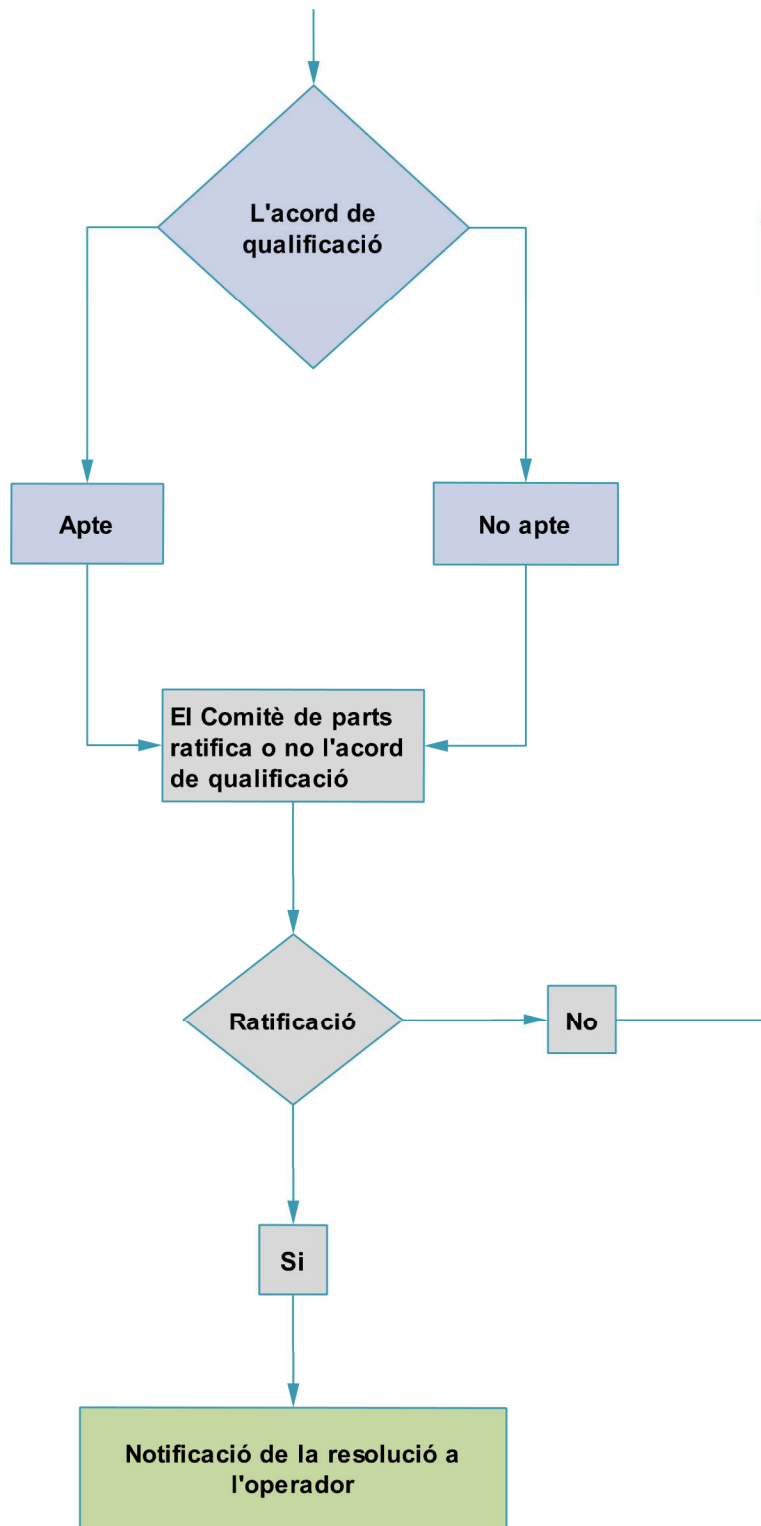 L'acord de
qualificació
Apte
No apte
El Comitè de parts
ratifica o no l'acord
de qualificació
Ratificació
No
Si
Notificació de la resolució a
l'operador